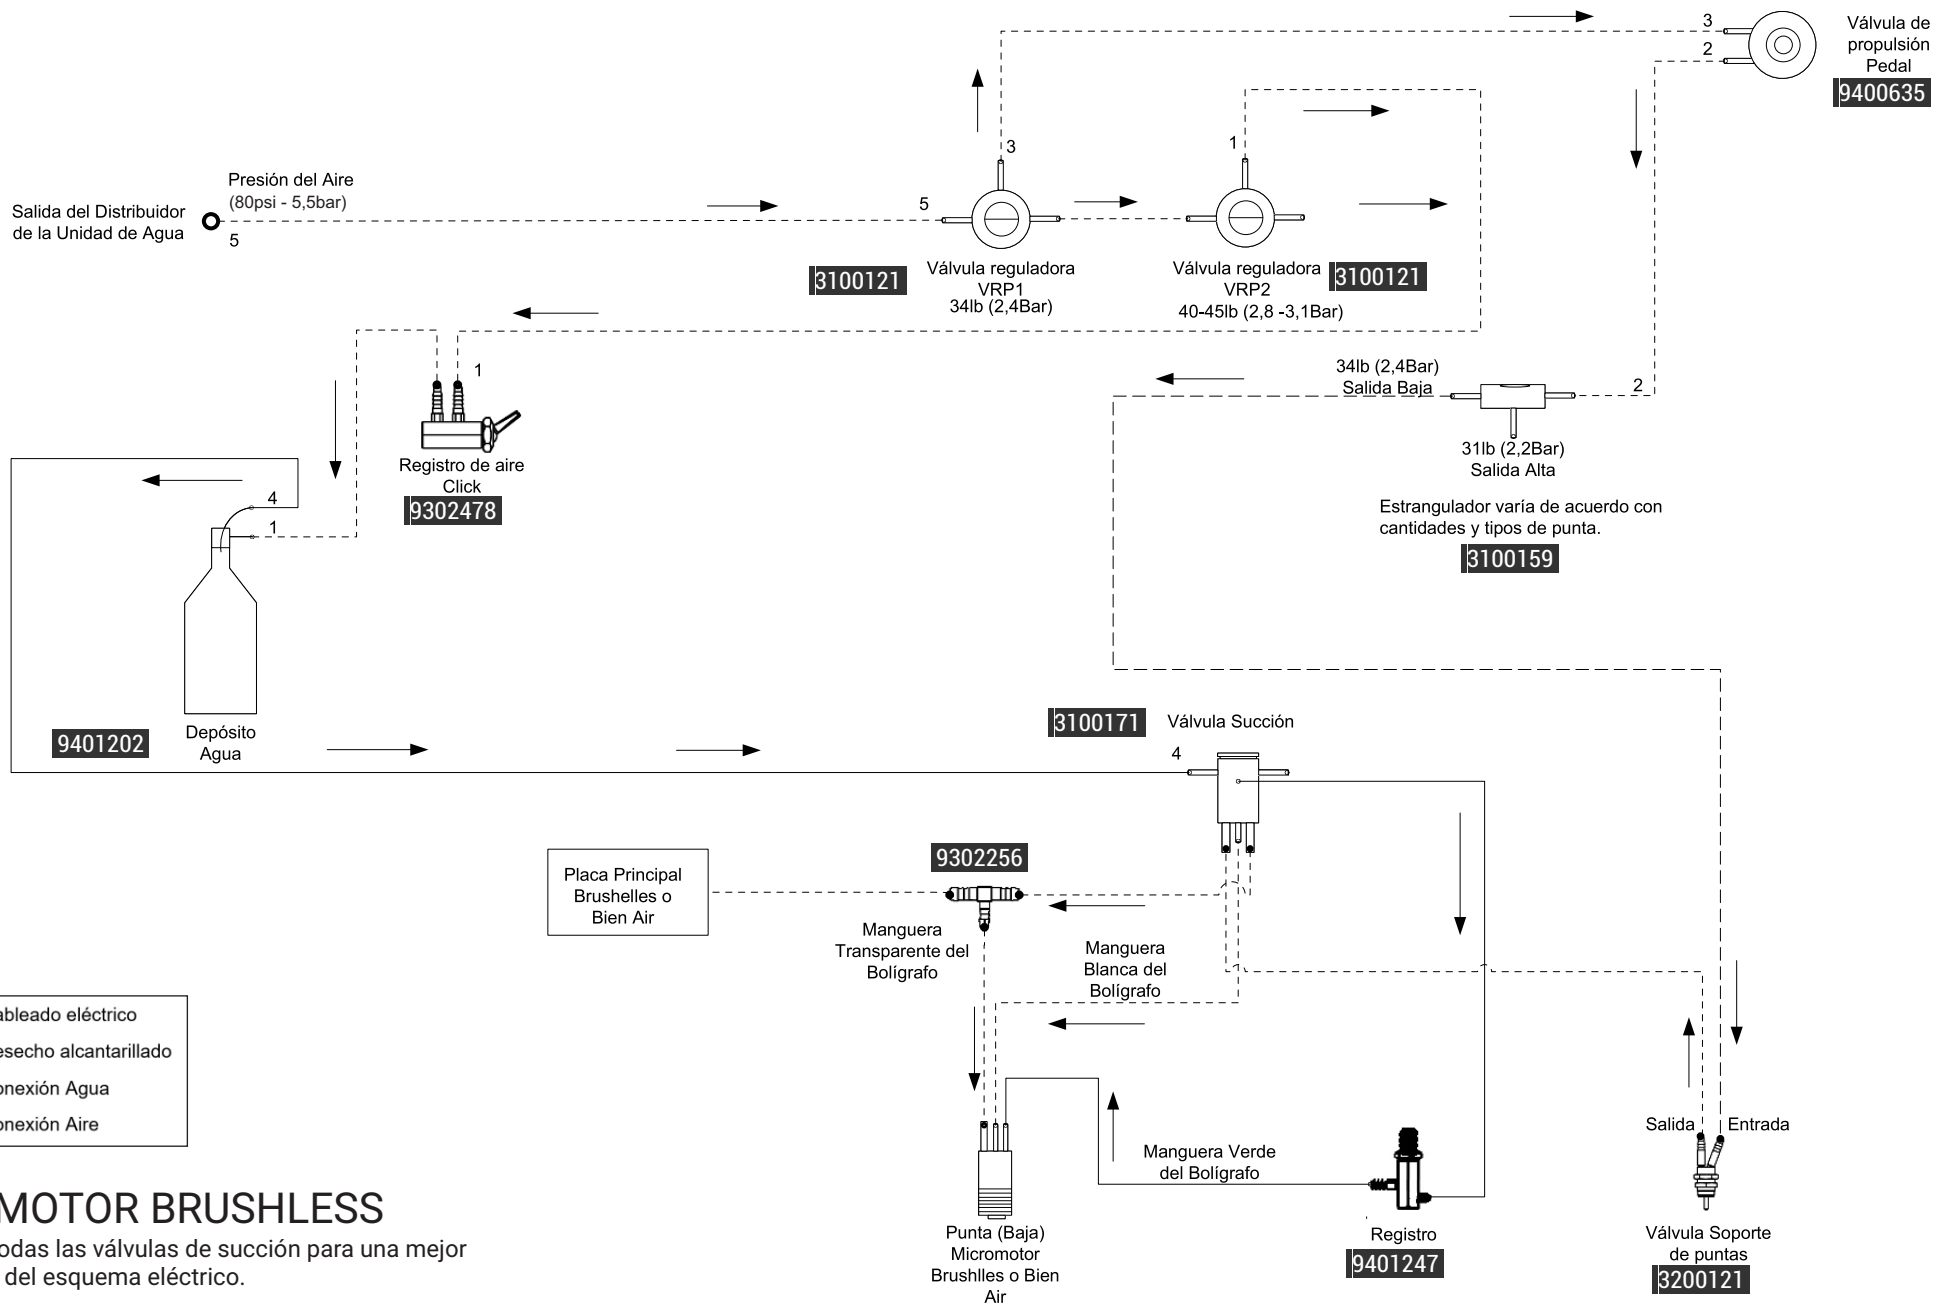 3
2
Válvula de
propulsión
Pedal
9400635
3
1
Presión del Aire
(80psi - 5,5bar)
Salida del Distribuidor
de la Unidad de Agua
5
5
3100121
Válvula reguladora
VRP1
34lb (2,4Bar)
Válvula reguladora
VRP2
40-45lb (2,8 -3,1Bar)
3100121
1
34lb (2,4Bar)
Salida Baja
2
31lb (2,2Bar)
Salida Alta
Estrangulador varía de acuerdo con
cantidades y tipos de punta.
3100159
Registro de aire
Click
9302478
4
1
9401202
Depósito
Agua
3100171
Válvula Succión
4
9302256
Placa Principal
Brushelles o
Bien Air
Manguera
Transparente del
Bolígrafo
Manguera
Blanca del
Bolígrafo
ableado eléctrico
esecho alcantarillado
onexión Agua
onexión Aire
Salida
Entrada
Manguera Verde
del Bolígrafo
MOTOR BRUSHLESS
odas las válvulas de succión para una mejor
del esquema eléctrico.
Punta (Baja)
Micromotor
Brushlles o Bien
Air
Registro
9401247
Válvula Soporte
de puntas
3200121